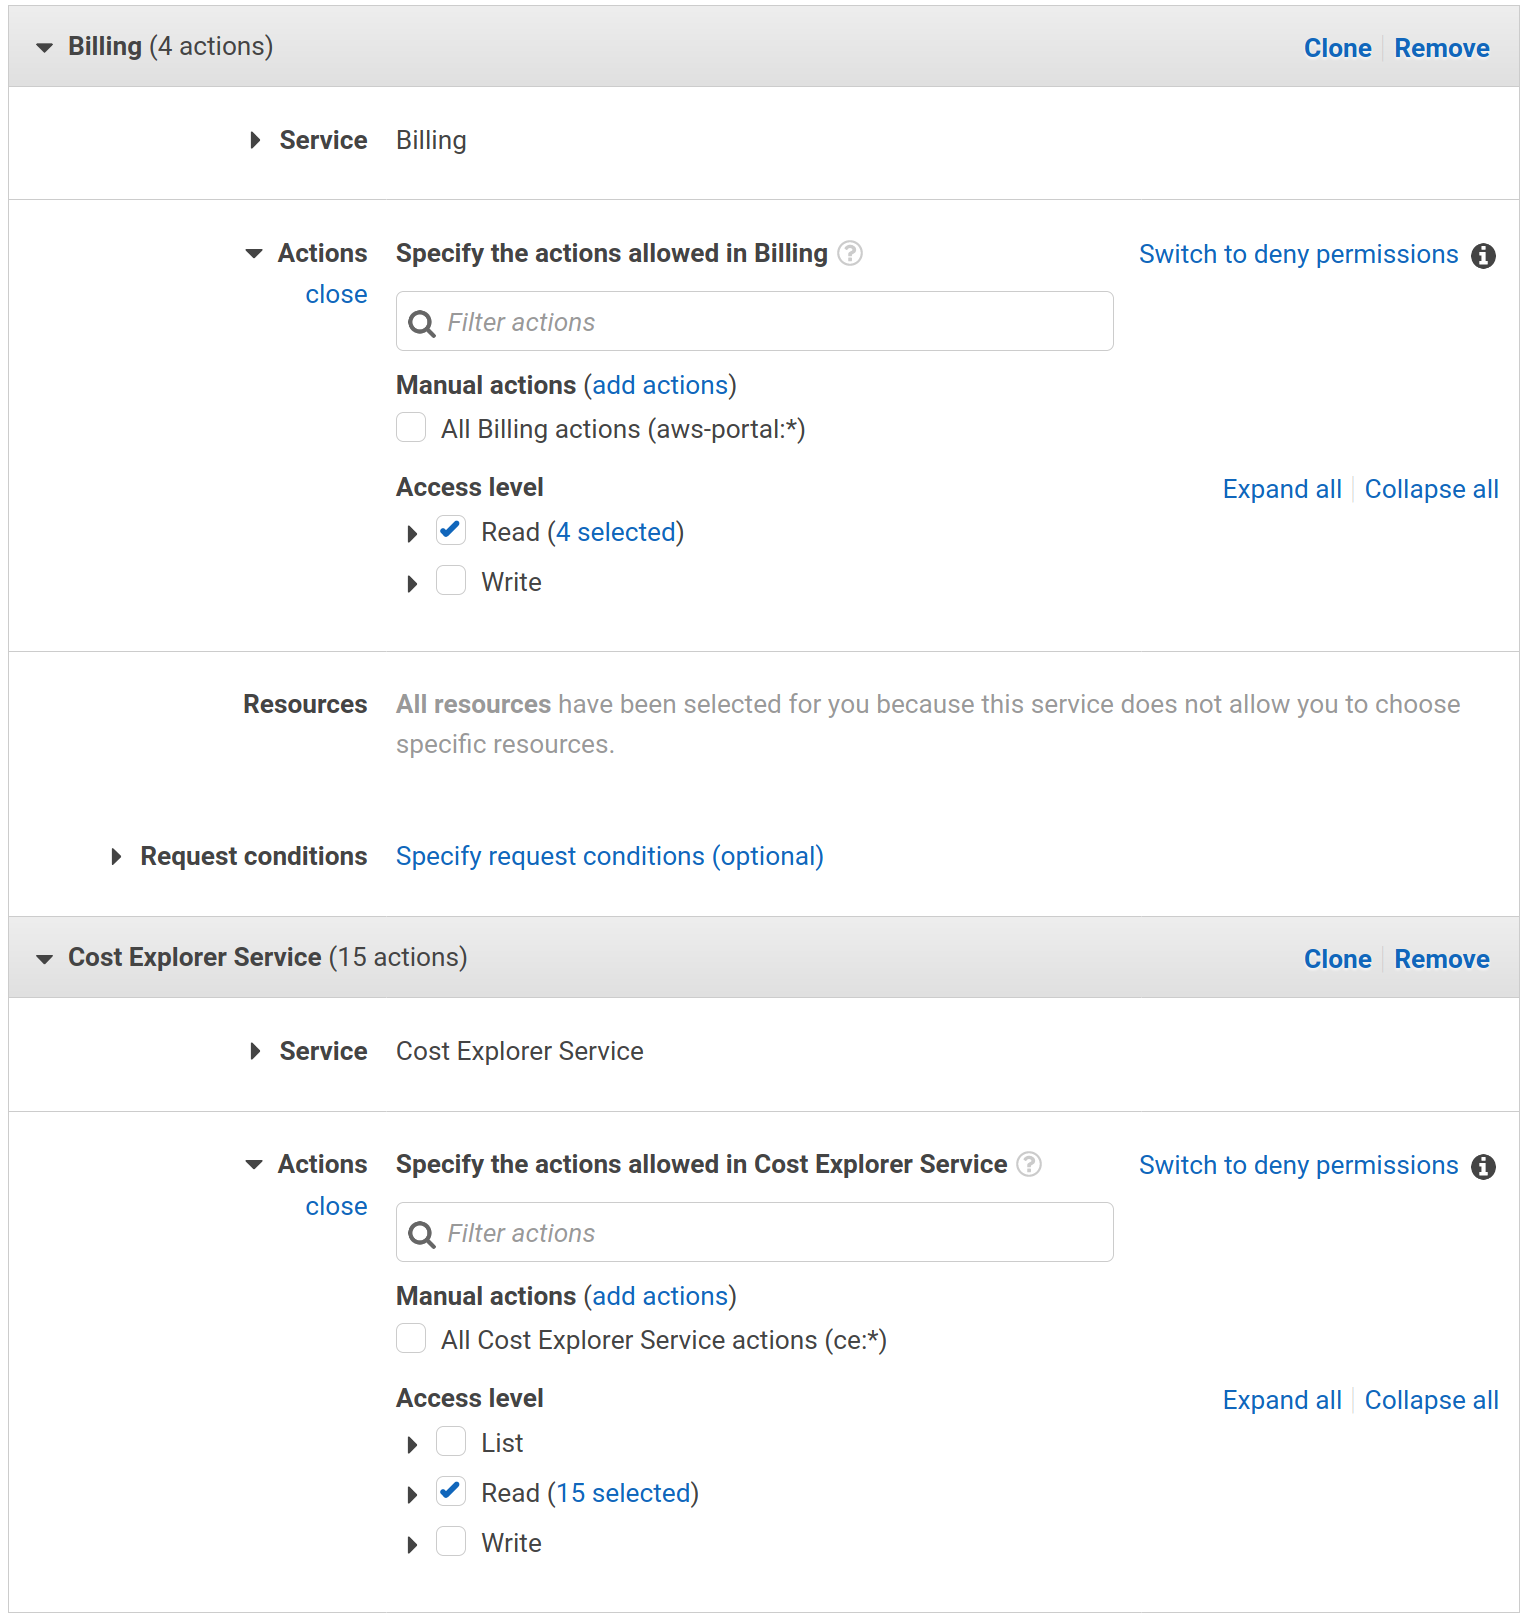 Billing (4 actions) Clone Remove
Service Billing
Actions Specify the actions allowed in Billing ? Switch to deny permissions i
close
Filter actions
Manual actions (add actions)
All Billing actions (aws-portal:*)
Access level Expand all Collapse all
Read (4 selected)
Write
Resources All resources have been selected for you because this service does not allow you to choose
specific resources.
Request conditions Specify request conditions (optional)
Cost Explorer Service (15 actions) Clone Remove
Service Cost Explorer Service
Actions Specify the actions allowed in Cost Explorer Service ? Switch to deny permissions i
close
Filter actions
Manual actions (add actions)
All Cost Explorer Service actions (ce:*)
Access level Expand all Collapse all
List
Read (15 selected)
Write